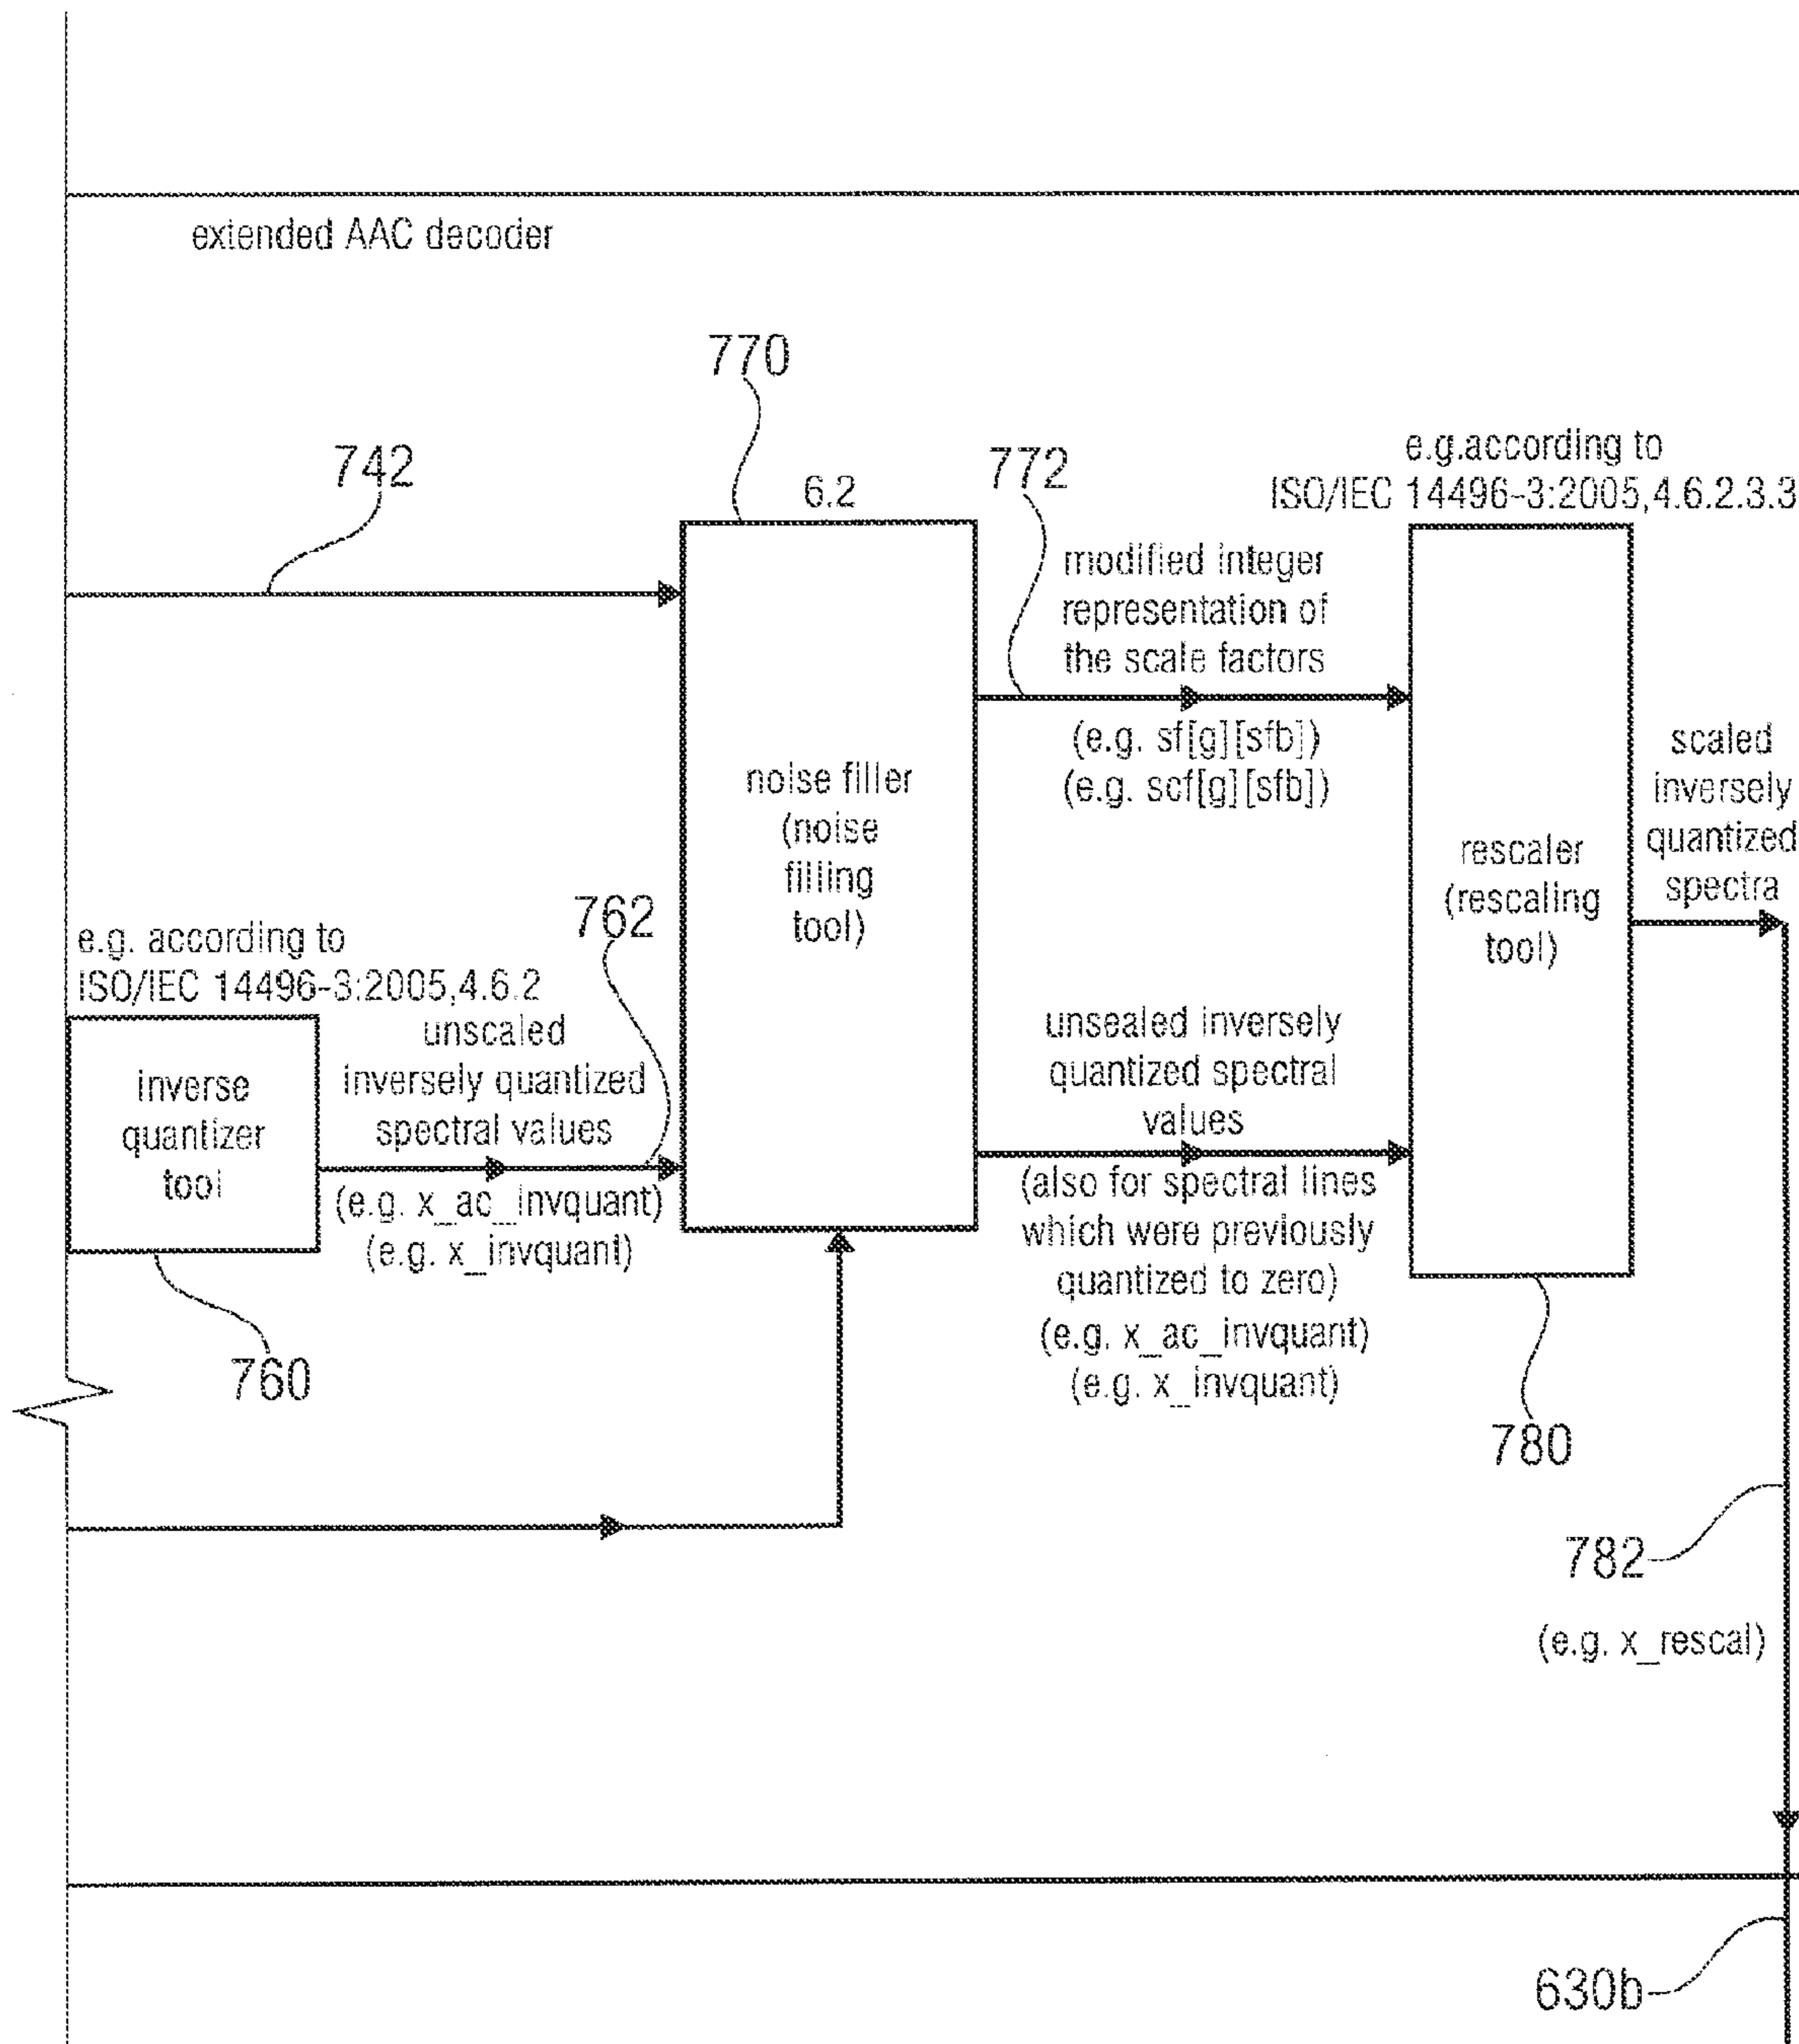 extended AAC decoder
770
742
6.2
772
e.g.according to
ISO/IEC 14496-3:2005,4.6.2.3.3
modified integer
representation of
the scale factors
(e.g. sf[g][sfb])
(e.g. scf[g][sfb])
noise filler
(noise
filling
tool)
rescaler
(rescaling
tool)
scaled
inversely
quantized
spectra
762
e.g. according to
ISO/IEC 14496-3:2005,4.6.2
inverse
quantizer
tool
unscaled
inversely quantized
spectral values
(e.g. x_ac_invquant)
(e.g. x_invquant)
unsealed inversely
quantized spectral
values
(also for spectral lines
which were previously
quantized to zero)
(e.g. x_ac_invquant)
(e.g. x_invquant)
760
780
782
(e.g. x_rescal)
630b